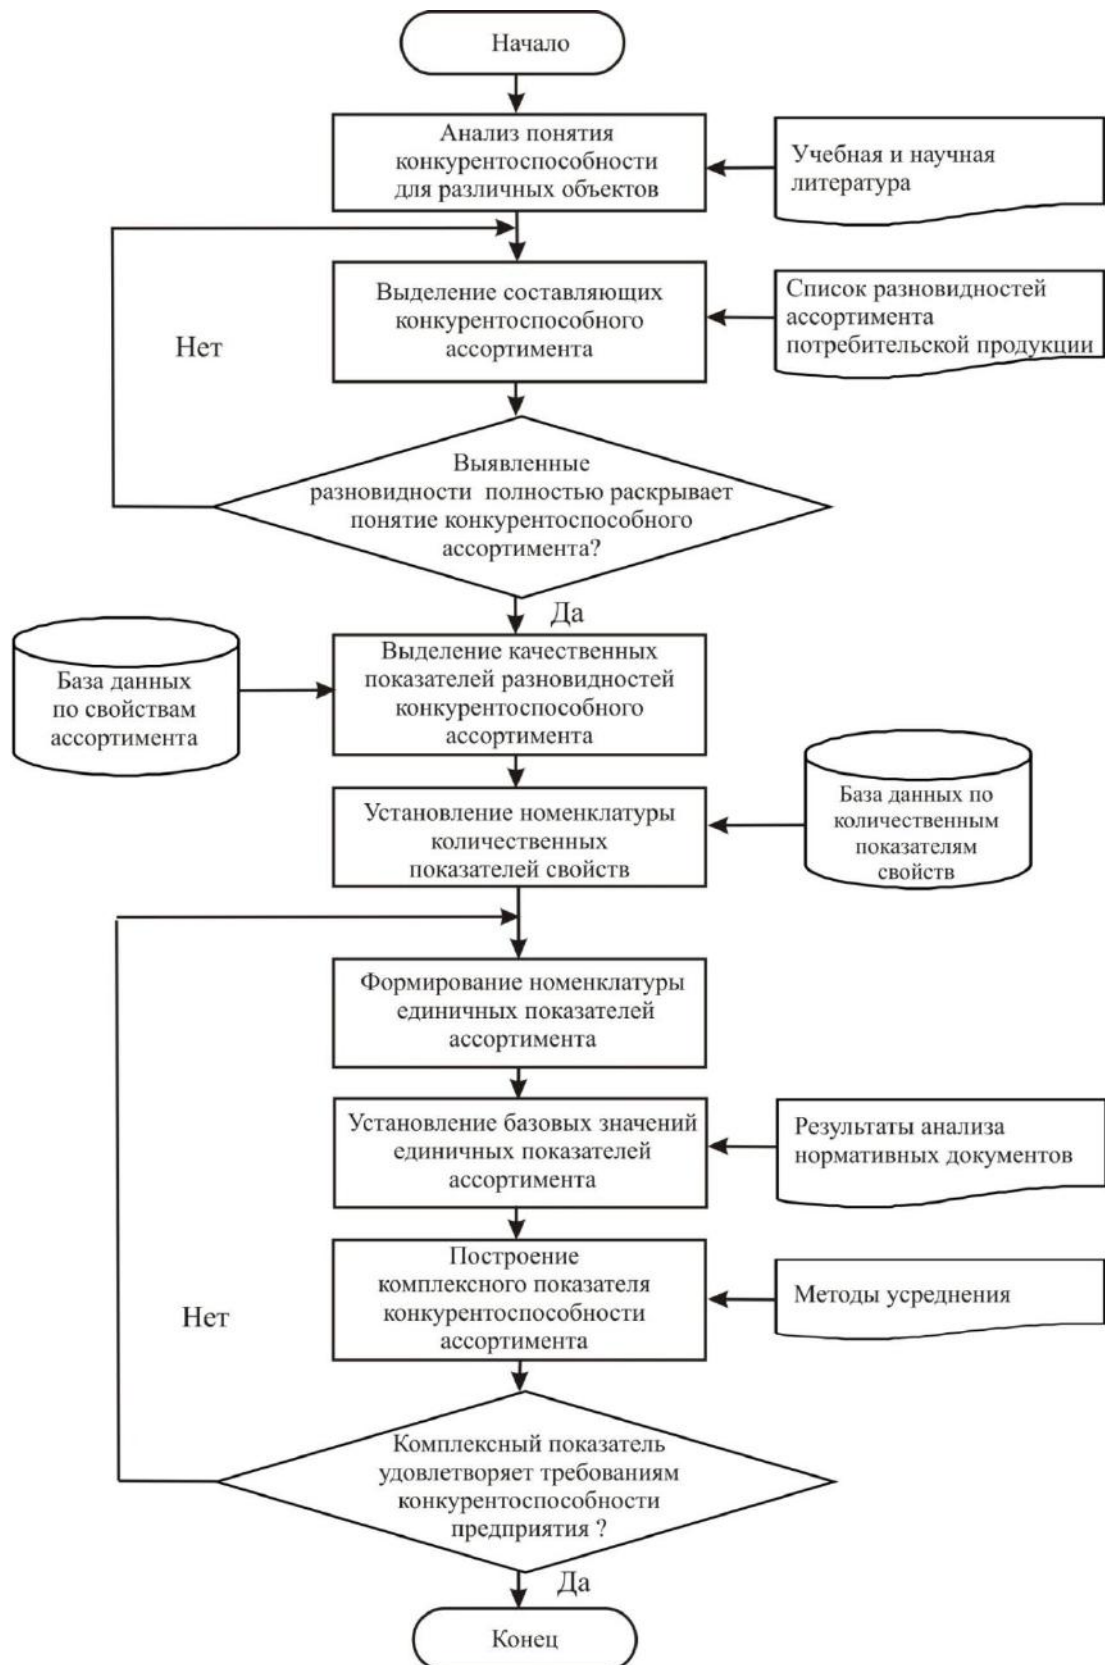 Начало
Анализ понятия
конкурентоспособности
для различных объектов
Учебная и научная
литература
Выделение составляющих
конкурентоспособного
ассортимента
Список разновидностей
ассортимента
потребительской продукции
Нет
Выявленные
разновидности полностью раскрывает
понятие конкурентоспособного
ассортимента?
Да
База данных
по свойствам
ассортимента
Выделение качественных
показателей разновидностей
конкурентоспособного
ассортимента
Установление номенклатуры
количественных
показателей свойств
База данных по
количественным
показателям
свойств
Формирование номенклатуры
единичных показателей
ассортимента
Установление базовых значений
единичных показателей
ассортимента
Результаты анализа
нормативных документов
Построение
комплексного показателя
конкурентоспособности
ассортимента
Методы усреднения
Нет
Комплексный показатель
удовлетворяет требованиям
конкурентоспособности
предприятия ?
Да
Конец